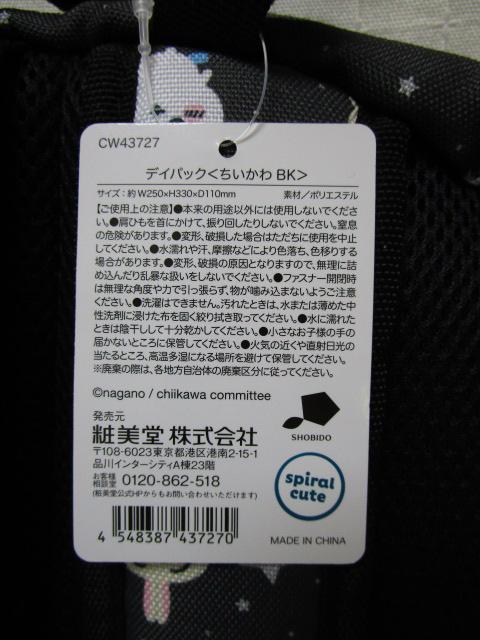 CW43727
デイパック<ちいかわ BK>
サイズ:約 W250×H330×D110mm 素材/ポリエステル
【ご使用上の注意】●本来の用途以外には使用しないでくださ
い。●肩ひもを首にかけて、振り回したりしないでください。窒息
の危険があります。●変形、破損した場合はただちに使用を中止
してください。●水濡れや汗、摩擦などにより色落ち、色移りする
場合があります。●変形、破損の原因となりますので、無理に詰
め込んだり乱暴な扱いをしないでください。●ファスナー開閉時
は無理な角度や力で引っ張らず、物が噛み込まないようご注意
ください。●洗濯はできません。汚れたときは、水または薄めた中
性洗剤に浸けた布を固く絞り拭き取ってください。●水に濡れた
ときは陰干しして十分乾かしてください。●小さなお子様の手の
届かないところに保管してください。●火気の近くや直射日光の
当たるところ、高温多湿になる場所を避けて保管してください。
※廃棄の際は、各地方自治体の廃棄区分に従ってください。
©nagano / chiikawa committee
発売元
粧美堂 株式会社
〒108-6023東京都港区港南2-15-1
品川インターシティA棟23階
お客様
相談室 0120-862-518
(粧美堂公式HPからもお問い合わせいただけます)
SHOBIDO
spiral
cute
4 548387 437270
MADE IN CHINA